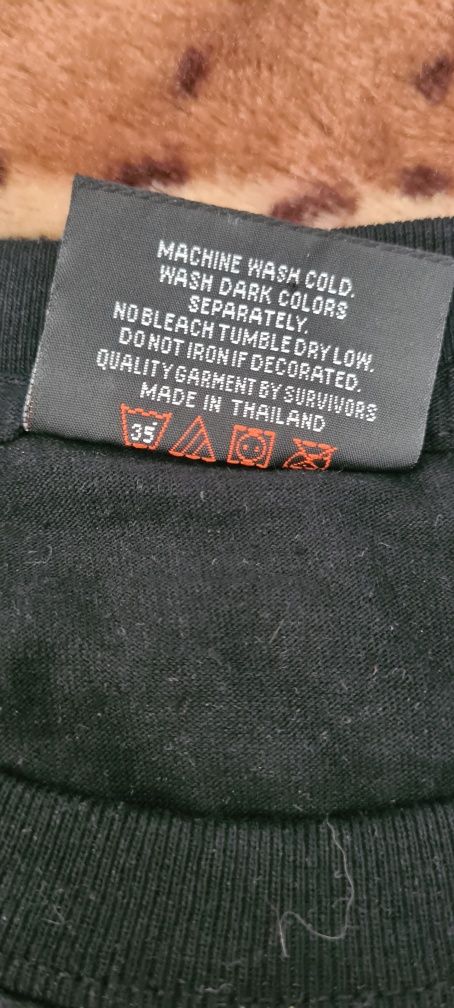 MACHINE WASH COLD.
WASH DARK COLORS
SEPARATELY.
NO BLEACH TUMBLE DRY LOW.
DO NOT IRON IF DECORATED.
QUALITY GARMENT BY SURVIVORS
MADE IN THAILAND
35°